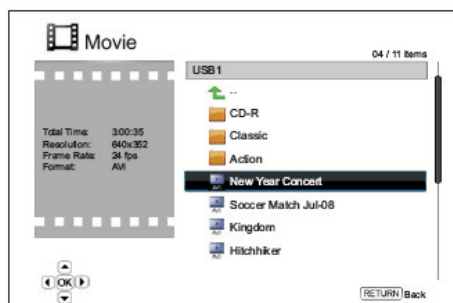 Movie
04 / 11 Items
USB1
..
CD-R
Classic
Action
New Year Concert
Soccer Match Jul-08
Kingdom
Hitchhiker
Total Time: 3:00:35
Resolution: 640x352
Frame Rate: 24 fps
Format: AVI
OK
RETURN Back